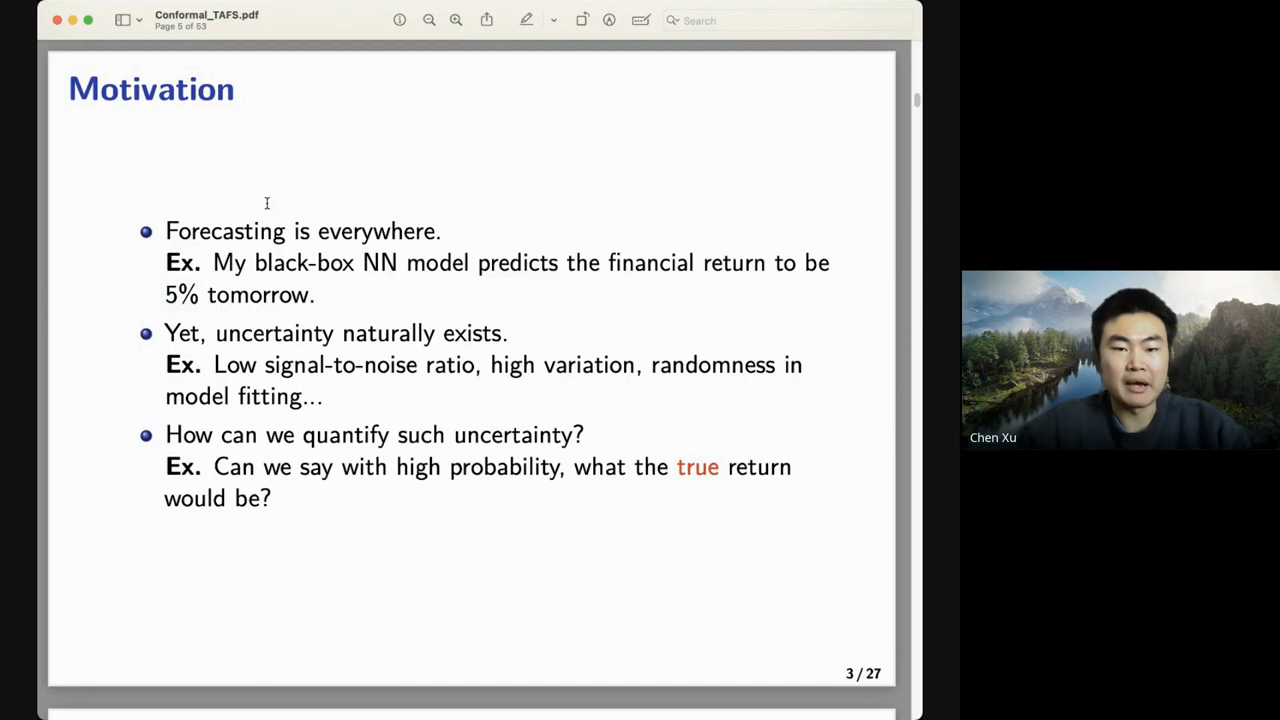 Conformal_TAFS.pdf
Page 5 of 53
Search
Motivation
Forecasting is everywhere.
Ex. My black-box NN model predicts the financial return to be
5% tomorrow.
Yet, uncertainty naturally exists.
Ex. Low signal-to-noise ratio, high variation, randomness in
model fitting...
How can we quantify such uncertainty?
Ex. Can we say with high probability, what the true return
would be?
3 / 27
Chen Xu